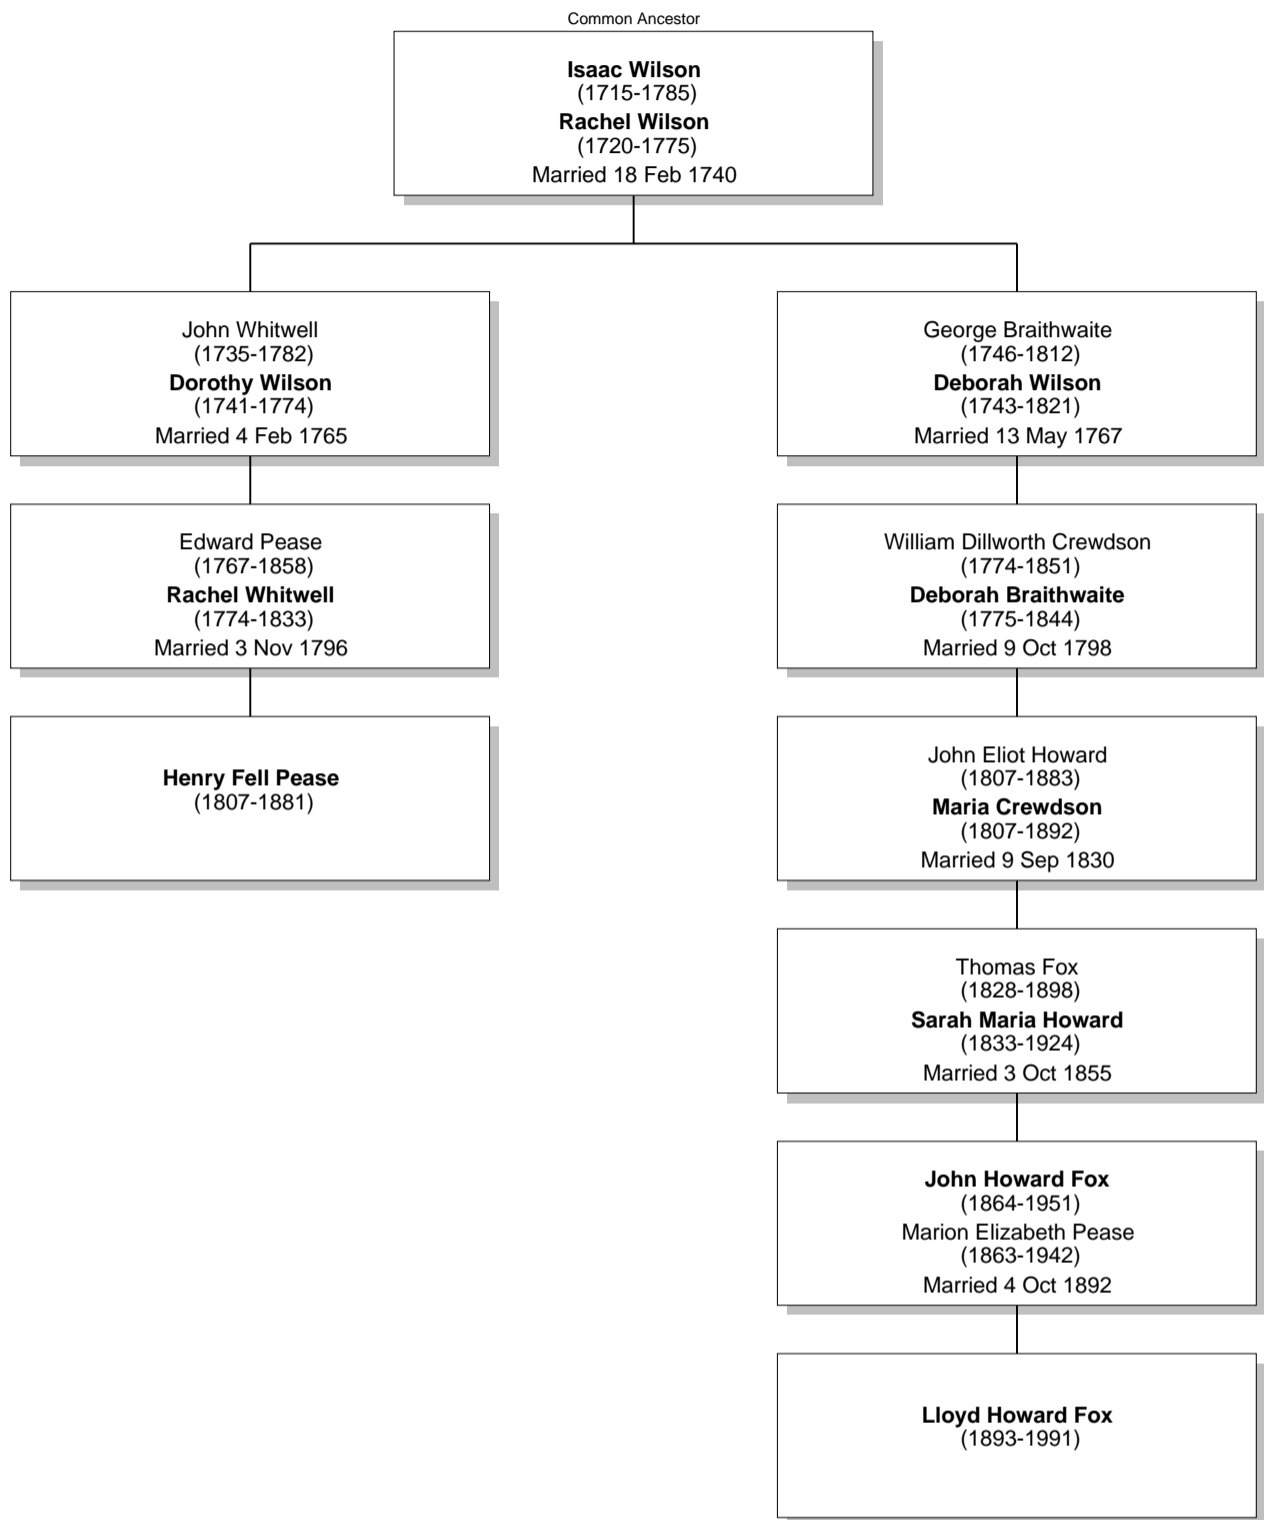 Common Ancestor
Isaac Wilson
(1715-1785)
Rachel Wilson
(1720-1775)
Married 18 Feb 1740
John Whitwell
(1735-1782)
Dorothy Wilson
(1741-1774)
Married 4 Feb 1765
George Braithwaite
(1746-1812)
Deborah Wilson
(1743-1821)
Married 13 May 1767
Edward Pease
(1767-1858)
Rachel Whitwell
(1774-1833)
Married 3 Nov 1796
William Dillworth Crewdson
(1774-1851)
Deborah Braithwaite
(1775-1844)
Married 9 Oct 1798
Henry Fell Pease
(1807-1881)
John Eliot Howard
(1807-1883)
Maria Crewdson
(1807-1892)
Married 9 Sep 1830
Thomas Fox
(1828-1898)
Sarah Maria Howard
(1833-1924)
Married 3 Oct 1855
John Howard Fox
(1864-1951)
Marion Elizabeth Pease
(1863-1942)
Married 4 Oct 1892
Lloyd Howard Fox
(1893-1991)